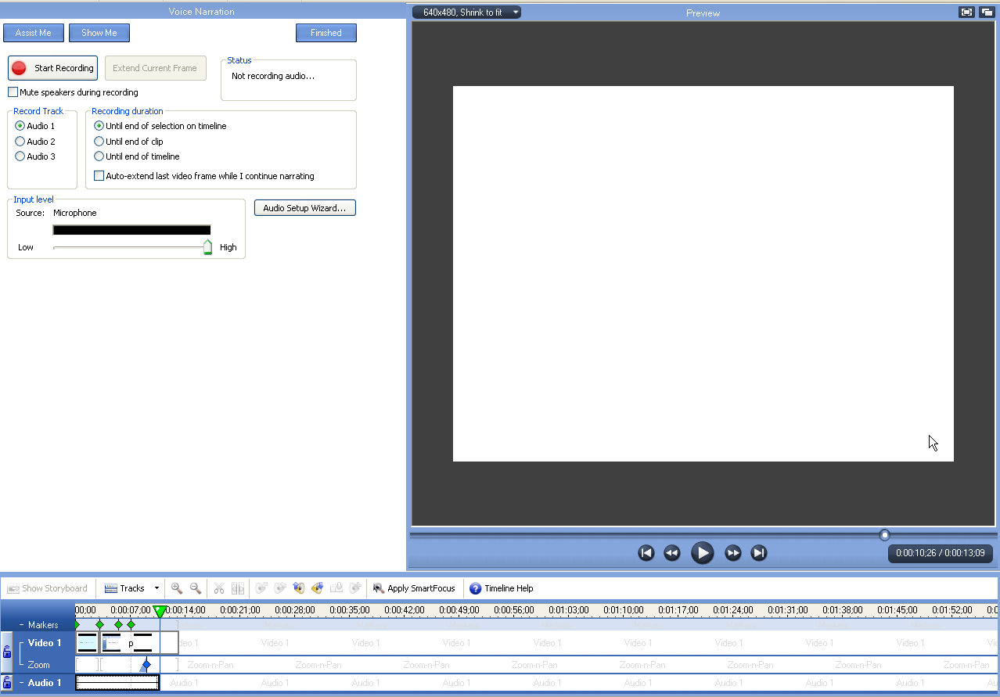 Voice Narration
640x480, Shrink to fit
Preview
Assist Me
Show Me
Finished
Start Recording
Extend Current Frame
Status
Not recording audio...
Mute speakers during recording
Record Track
Audio 1
Audio 2
Audio 3
Recording duration
Until end of selection on timeline
Until end of clip
Until end of timeline
Auto-extend last video frame while I continue narrating
Input level
Source: Microphone
Low
High
Audio Setup Wizard...
0:00:10;26 / 0:00:13;09
Show Storyboard
Tracks
Apply SmartFocus
Timeline Help
00:00 0:00:07;00 0:00:14;00 0:00:21;00 0:00:28;00 0:00:35;00 0:00:42;00 0:00:49;00 0:00:56;00 0:01:03;00 0:01:10;00 0:01:17;00 0:01:24;00 0:01:31;00 0:01:38;00 0:01:45;00 0:01:52;00
- Markers
Video 1 p deo 1 Video 1 Video 1 Video 1 Video 1 Video 1 Video 1 Video 1
Zoom Zoom-n-Pan Zoom-n-Pan Zoom-n-Pan Zoom-n-Pan Zoom-n-Pan Zoom-n-Pan Zoom-n-Pan Zoom-n-Pan
- Audio 1 Audio 1 Audio 1 Audio 1 Audio 1 Audio 1 Audio 1 Audio 1 Audio 1